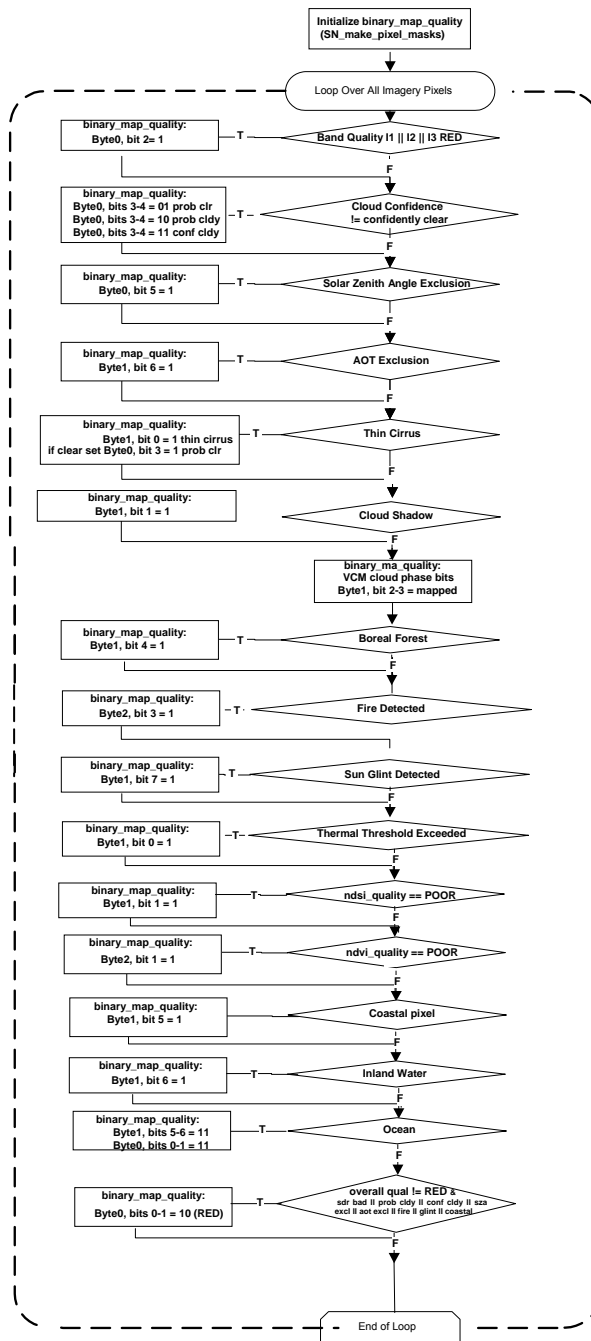 Initialize binary_map_quality
(SN_make_pixel_masks)
Loop Over All Imagery Pixels
binary_map_quality:
Byte0, bit 2= 1
T
Band Quality I1 || I2 || I3 RED
F
binary_map_quality:
Byte0, bits 3-4 = 01 prob clr
Byte0, bits 3-4 = 10 prob cldy
Byte0, bits 3-4 = 11 conf cldy
T
Cloud Confidence
!= confidently clear
F
binary_map_quality:
Byte0, bit 5 = 1
T
Solar Zenith Angle Exclusion
F
binary_map_quality:
Byte1, bit 6 = 1
T
AOT Exclusion
F
binary_map_quality:
Byte1, bit 0 = 1 thin cirrus
if clear set Byte0, bit 3 = 1 prob clr
T
Thin Cirrus
F
binary_map_quality:
Byte1, bit 1 = 1
Cloud Shadow
F
binary_ma_quality:
VCM cloud phase bits
Byte1, bit 2-3 = mapped
binary_map_quality:
Byte1, bit 4 = 1
T
Boreal Forest
F
binary_map_quality:
Byte2, bit 3 = 1
T
Fire Detected
binary_map_quality:
Byte1, bit 7 = 1
T
Sun Glint Detected
F
binary_map_quality:
Byte1, bit 0 = 1
T
Thermal Threshold Exceeded
F
binary_map_quality:
Byte1, bit 1 = 1
T
ndsi_quality == POOR
F
binary_map_quality:
Byte2, bit 1 = 1
T
ndvi_quality == POOR
F
binary_map_quality:
Byte1, bit 5 = 1
Coastal pixel
F
binary_map_quality:
Byte1, bit 6 = 1
T
Inland Water
F
binary_map_quality:
Byte1, bits 5-6 = 11
Byte0, bits 0-1 = 11
T
Ocean
F
binary_map_quality:
Byte0, bits 0-1 = 10 (RED)
T
overall qual != RED &
sdr bad || prob cldy || conf cldy || sza
excl || aot excl || fire || glint || coastal
F
End of Loop